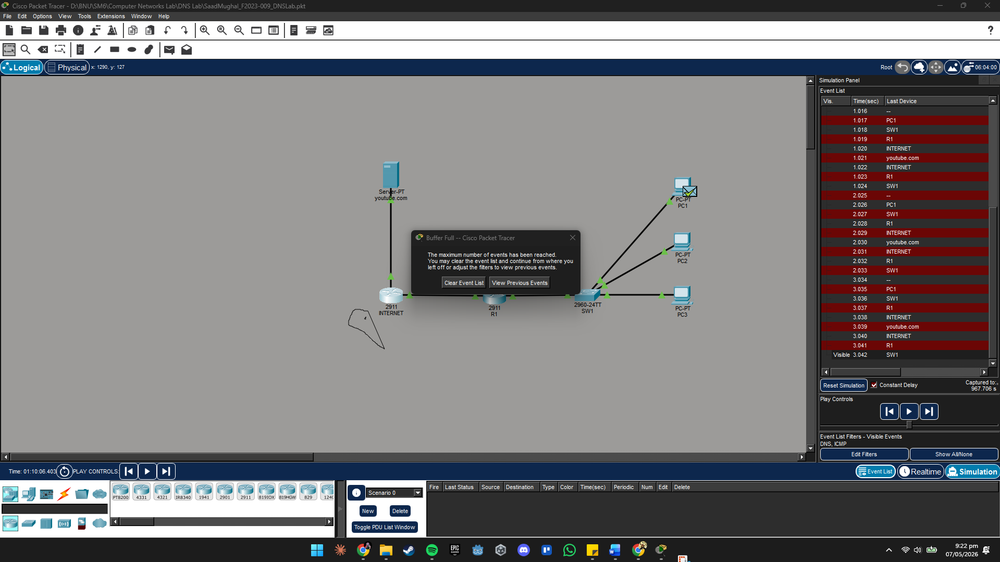 Cisco Packet Tracer - D:\BNU\SM6\Computer Networks Lab\DNS Lab\SaadMughal_F2023-009_DNSLab.pkt
File Edit Options View Tools Extensions Window Help
?
Logical Physical x: 1290, y: 127 Root 06:04:00
Simulation Panel
Event List
Vis. Time(sec) Last Device
1.016 --
1.017 PC1
1.018 SW1
1.019 R1
1.020 INTERNET
1.021 youtube.com
1.022 INTERNET
1.023 R1
1.024 SW1
2.025 --
2.026 PC1
2.027 SW1
2.028 R1
2.029 INTERNET
2.030 youtube.com
2.031 INTERNET
2.032 R1
2.033 SW1
3.034 --
3.035 PC1
3.036 SW1
3.037 R1
3.038 INTERNET
3.039 youtube.com
3.040 INTERNET
3.041 R1
Visible 3.042 SW1
Reset Simulation Constant Delay Captured to:
967.706 s
Play Controls
Event List Filters - Visible Events
DNS, ICMP
Edit Filters Show All/None
Server-PT
youtube.com
PC-PT
PC1
PC-PT
PC2
PC-PT
PC3
2911
INTERNET
2911
R1
2960-24TT
SW1
4
Buffer Full -- Cisco Packet Tracer
The maximum number of events has been reached.
You may clear the event list and continue from where you
left off or adjust the filters to view previous events.
Clear Event List View Previous Events
Time: 01:10:06.403 PLAY CONTROLS: Event List Realtime Simulation
PT8200 4331 4321 IR8340 1941 2901 2911 819IOX 819HGW 829 1240
Scenario 0
New Delete
Toggle PDU List Window
Fire Last Status Source Destination Type Color Time(sec) Periodic Num Edit Delete
EPIC
GAMES
9:22 pm
07/05/2026